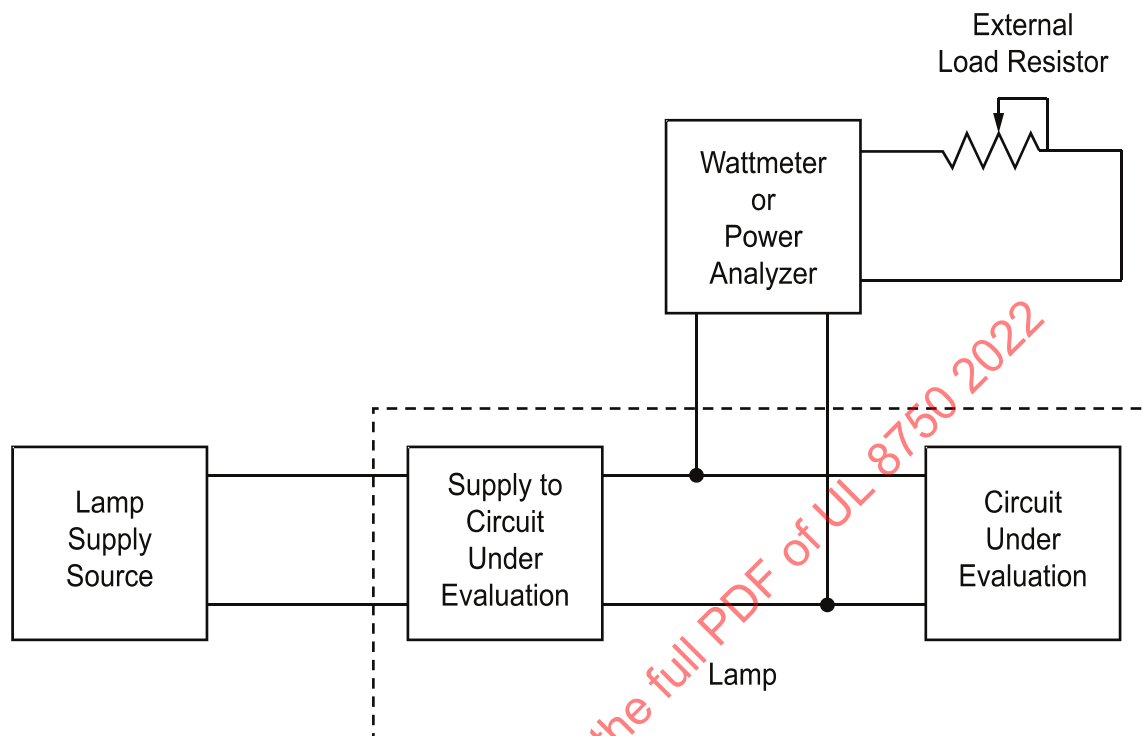 External
Load Resistor
Wattmeter
or
Power
Analyzer
Lamp
Supply
Source
Supply to
Circuit
Under
Evaluation
Circuit
Under
Evaluation
Lamp
the full PDF of UL 8750 2022